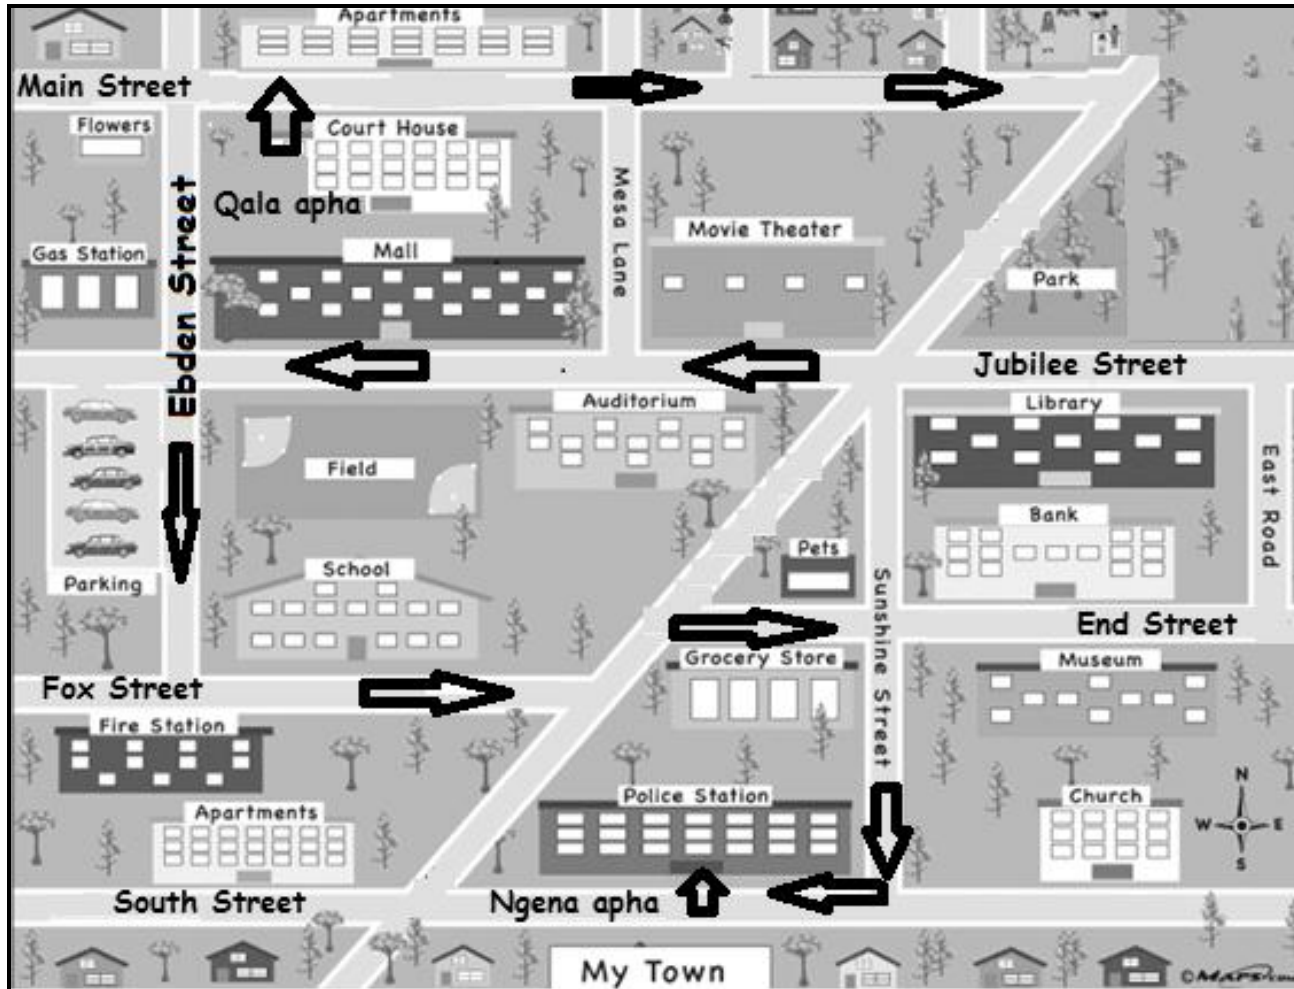 Apartments
Main Street
Flowers
Court House
Ebden Street
Qala apha
Mesa Lane
Gas Station
Mall
Movie Theater
Park
Jubilee Street
Auditorium
Library
Field
East Road
Bank
Pets
School
Parking
Sunshine Street
End Street
Grocery Store
Museum
Fox Street
Fire Station
Police Station
Church
N
W
E
S
Apartments
South Street
Ngena apha
My Town